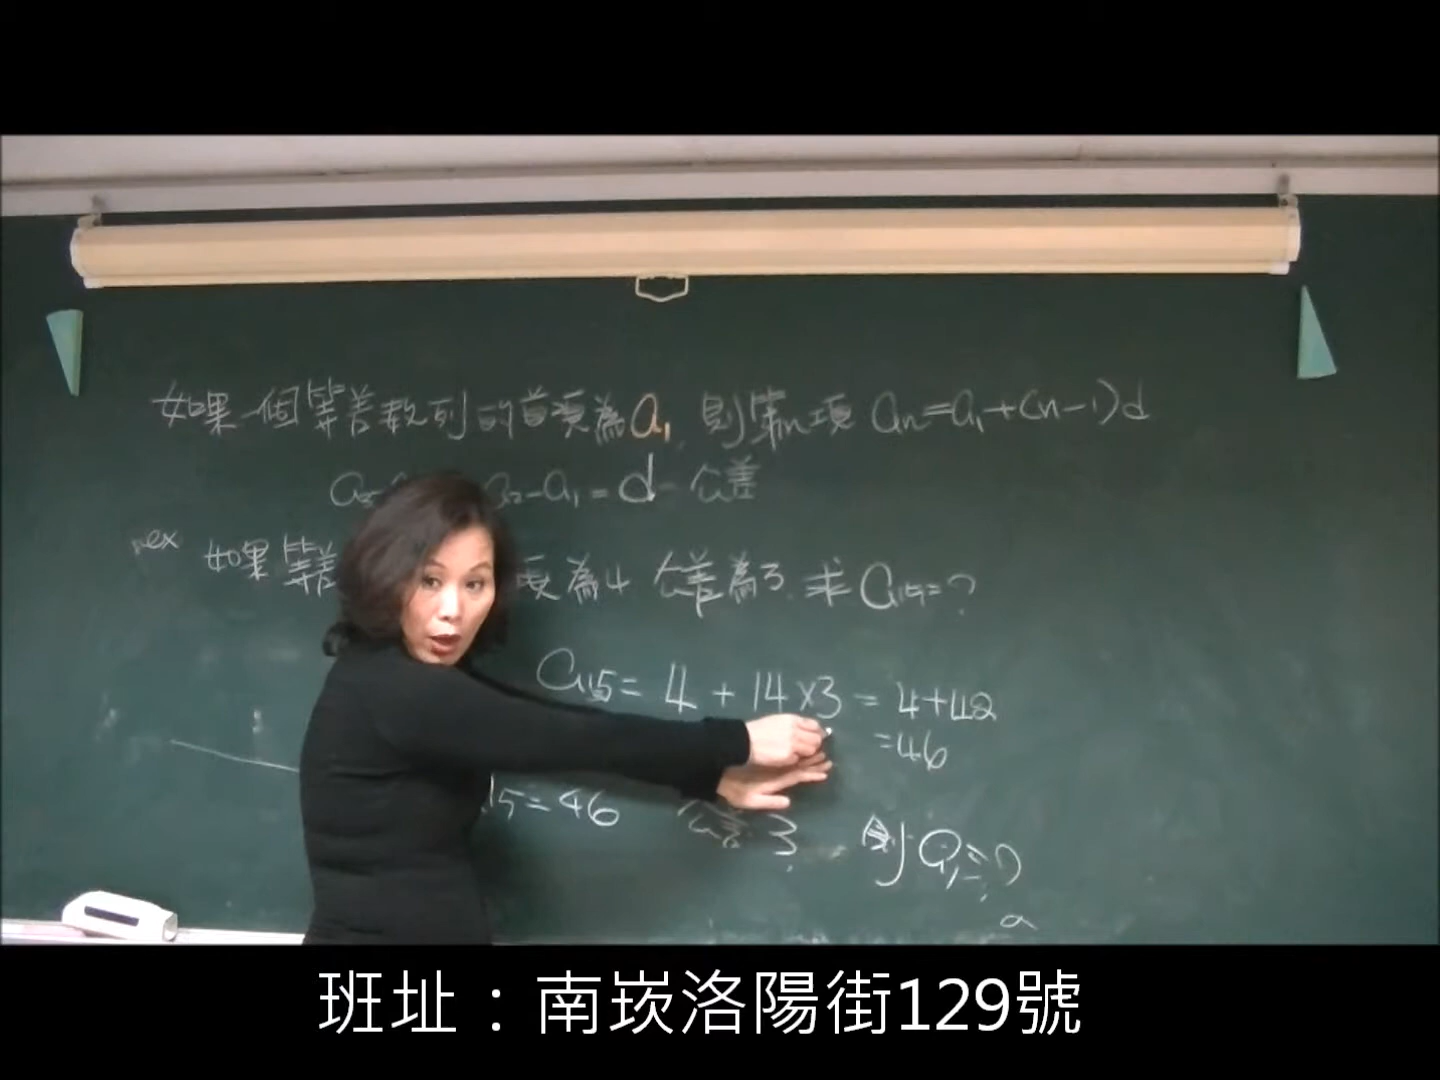 如果一個等差數列的首項為a₁, 則第n項 aₙ=a₁+(n-1)d
a₂-a₁=d 公差
ex 如果等差 項為4 公差為3. 求a₁₅=?
a₁₅=4+14×3=4+42
=46
15=46 公差3. 則a₁=?
班址：南崁洛陽街129號